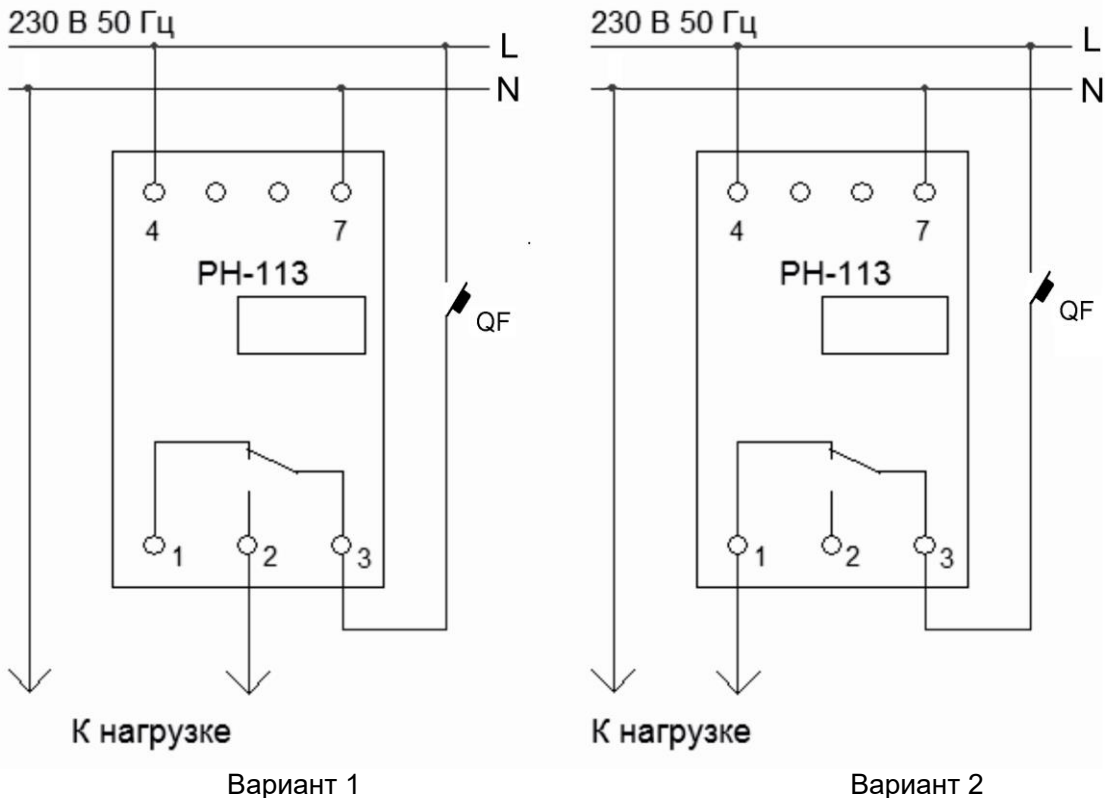 230 В 50 Гц
L
N
4
7
РН-113
QF
1
2
3
К нагрузке
Вариант 1
230 В 50 Гц
L
N
4
7
РН-113
QF
1
2
3
К нагрузке
Вариант 2